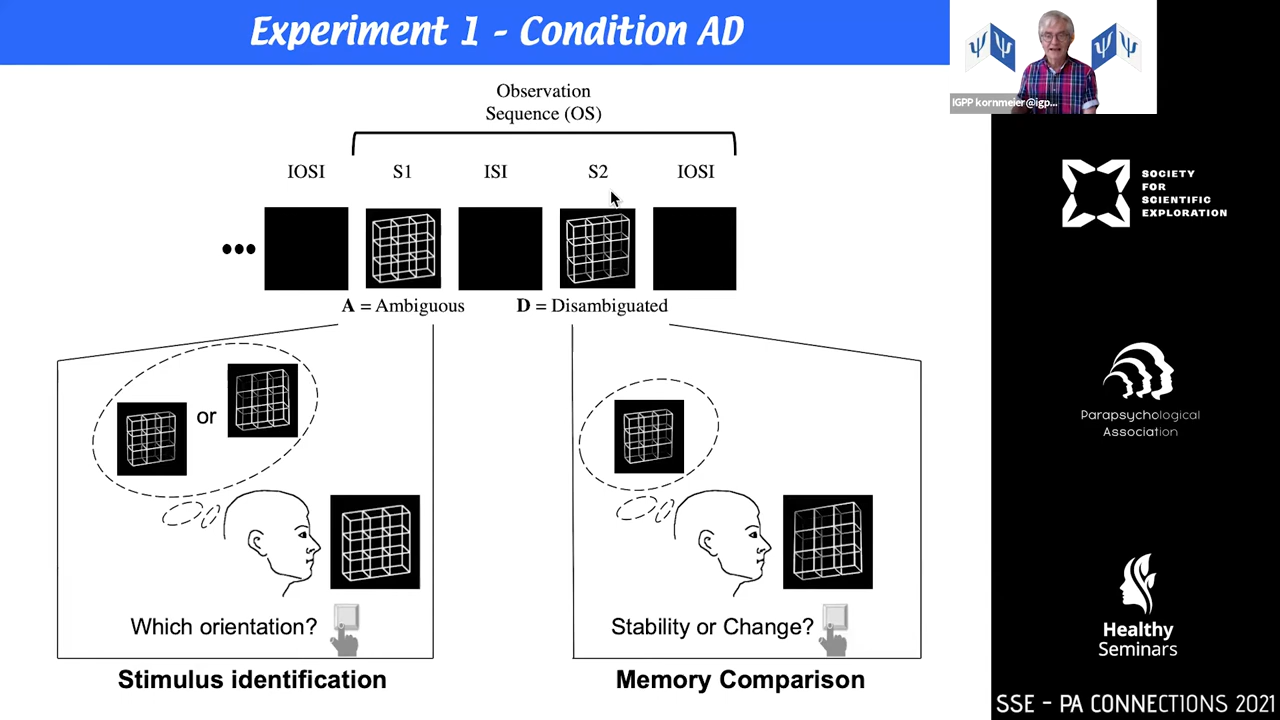 Experiment 1 - Condition AD
IGPP kornmeier@igp...
Observation
Sequence (OS)
IOSI S1 ISI S2 IOSI
A = Ambiguous D = Disambiguated
or
Which orientation?
Stability or Change?
Stimulus identification
Memory Comparison
SOCIETY
FOR
SCIENTIFIC
EXPLORATION
Parapsychological
Association
Healthy
Seminars
SSE - PA CONNECTIONS 2021